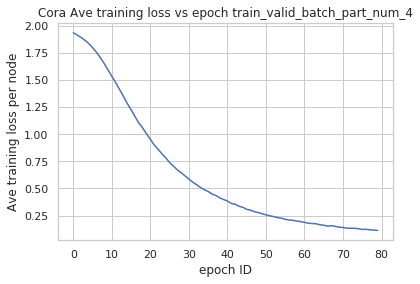 Cora Ave training loss vs epoch train_valid_batch_part_num_4
2.00
1.75
1.50
1.25
1.00
0.75
0.50
0.25
Ave training loss per node
0 10 20 30 40 50 60 70 80
epoch ID